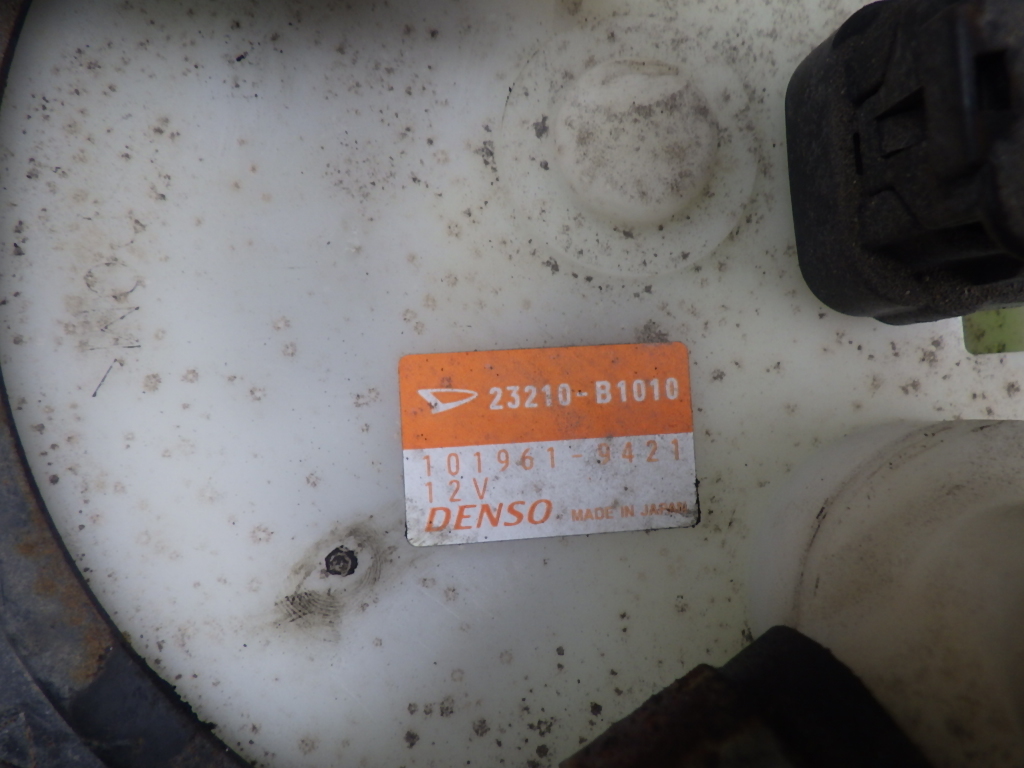 23210-B1010
101961-9421
12V
DENSO MADE IN JAPAN